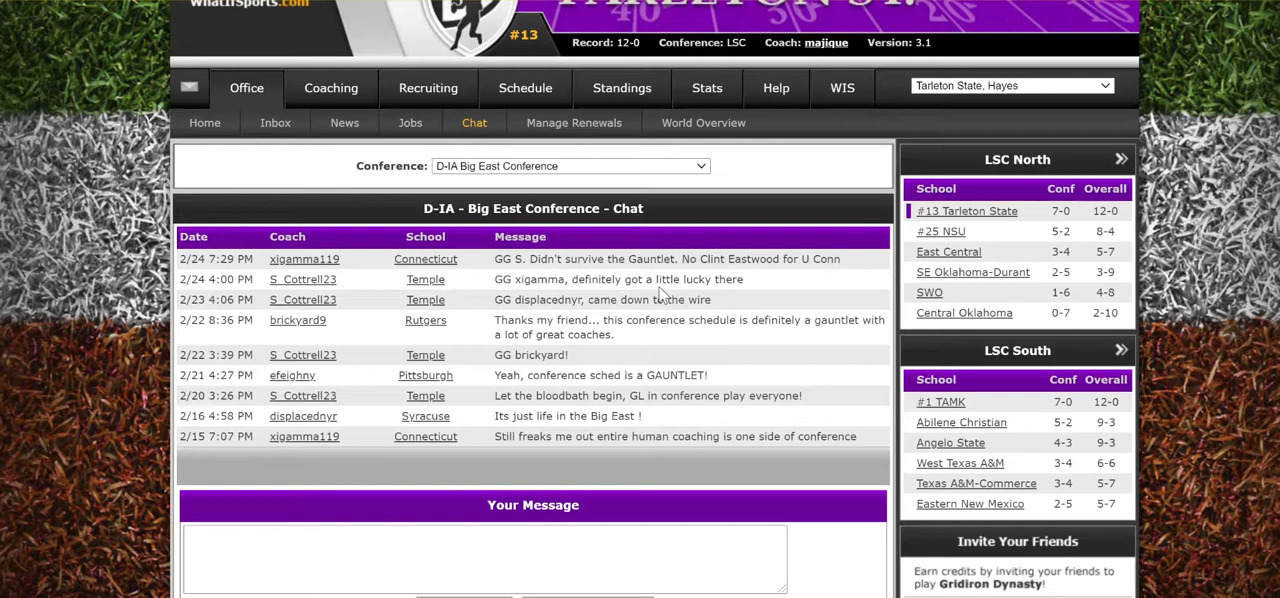 WhatIfSports.com
TARLETON ST.
#13
Record: 12-0 Conference: LSC Coach: majique Version: 3.1
Office Coaching Recruiting Schedule Standings Stats Help WIS Tarleton State, Hayes
Home Inbox News Jobs Chat Manage Renewals World Overview
Conference: D-IA Big East Conference
D-IA - Big East Conference - Chat
Date Coach School Message
2/24 7:29 PM xigamma119 Connecticut GG S. Didn't survive the Gauntlet. No Clint Eastwood for U Conn
2/24 4:00 PM S_Cottrell23 Temple GG xigamma, definitely got a little lucky there
2/23 4:06 PM S_Cottrell23 Temple GG displacednyr, came down to the wire
2/22 8:36 PM brickyard9 Rutgers Thanks my friend... this conference schedule is definitely a gauntlet with
a lot of great coaches.
2/22 3:39 PM S_Cottrell23 Temple GG brickyard!
2/21 4:27 PM efeighny Pittsburgh Yeah, conference sched is a GAUNTLET!
2/20 3:26 PM S_Cottrell23 Temple Let the bloodbath begin, GL in conference play everyone!
2/16 4:58 PM displacednyr Syracuse Its just life in the Big East !
2/15 7:07 PM xigamma119 Connecticut Still freaks me out entire human coaching is one side of conference
Your Message
LSC North
School Conf Overall
#13 Tarleton State 7-0 12-0
#25 NSU 5-2 8-4
East Central 3-4 5-7
SE Oklahoma-Durant 2-5 3-9
SWO 1-6 4-8
Central Oklahoma 0-7 2-10
LSC South
School Conf Overall
#1 TAMK 7-0 12-0
Abilene Christian 5-2 9-3
Angelo State 4-3 9-3
West Texas A&M 3-4 6-6
Texas A&M-Commerce 3-4 5-7
Eastern New Mexico 2-5 5-7
Invite Your Friends
Earn credits by inviting your friends to
play Gridiron Dynasty!